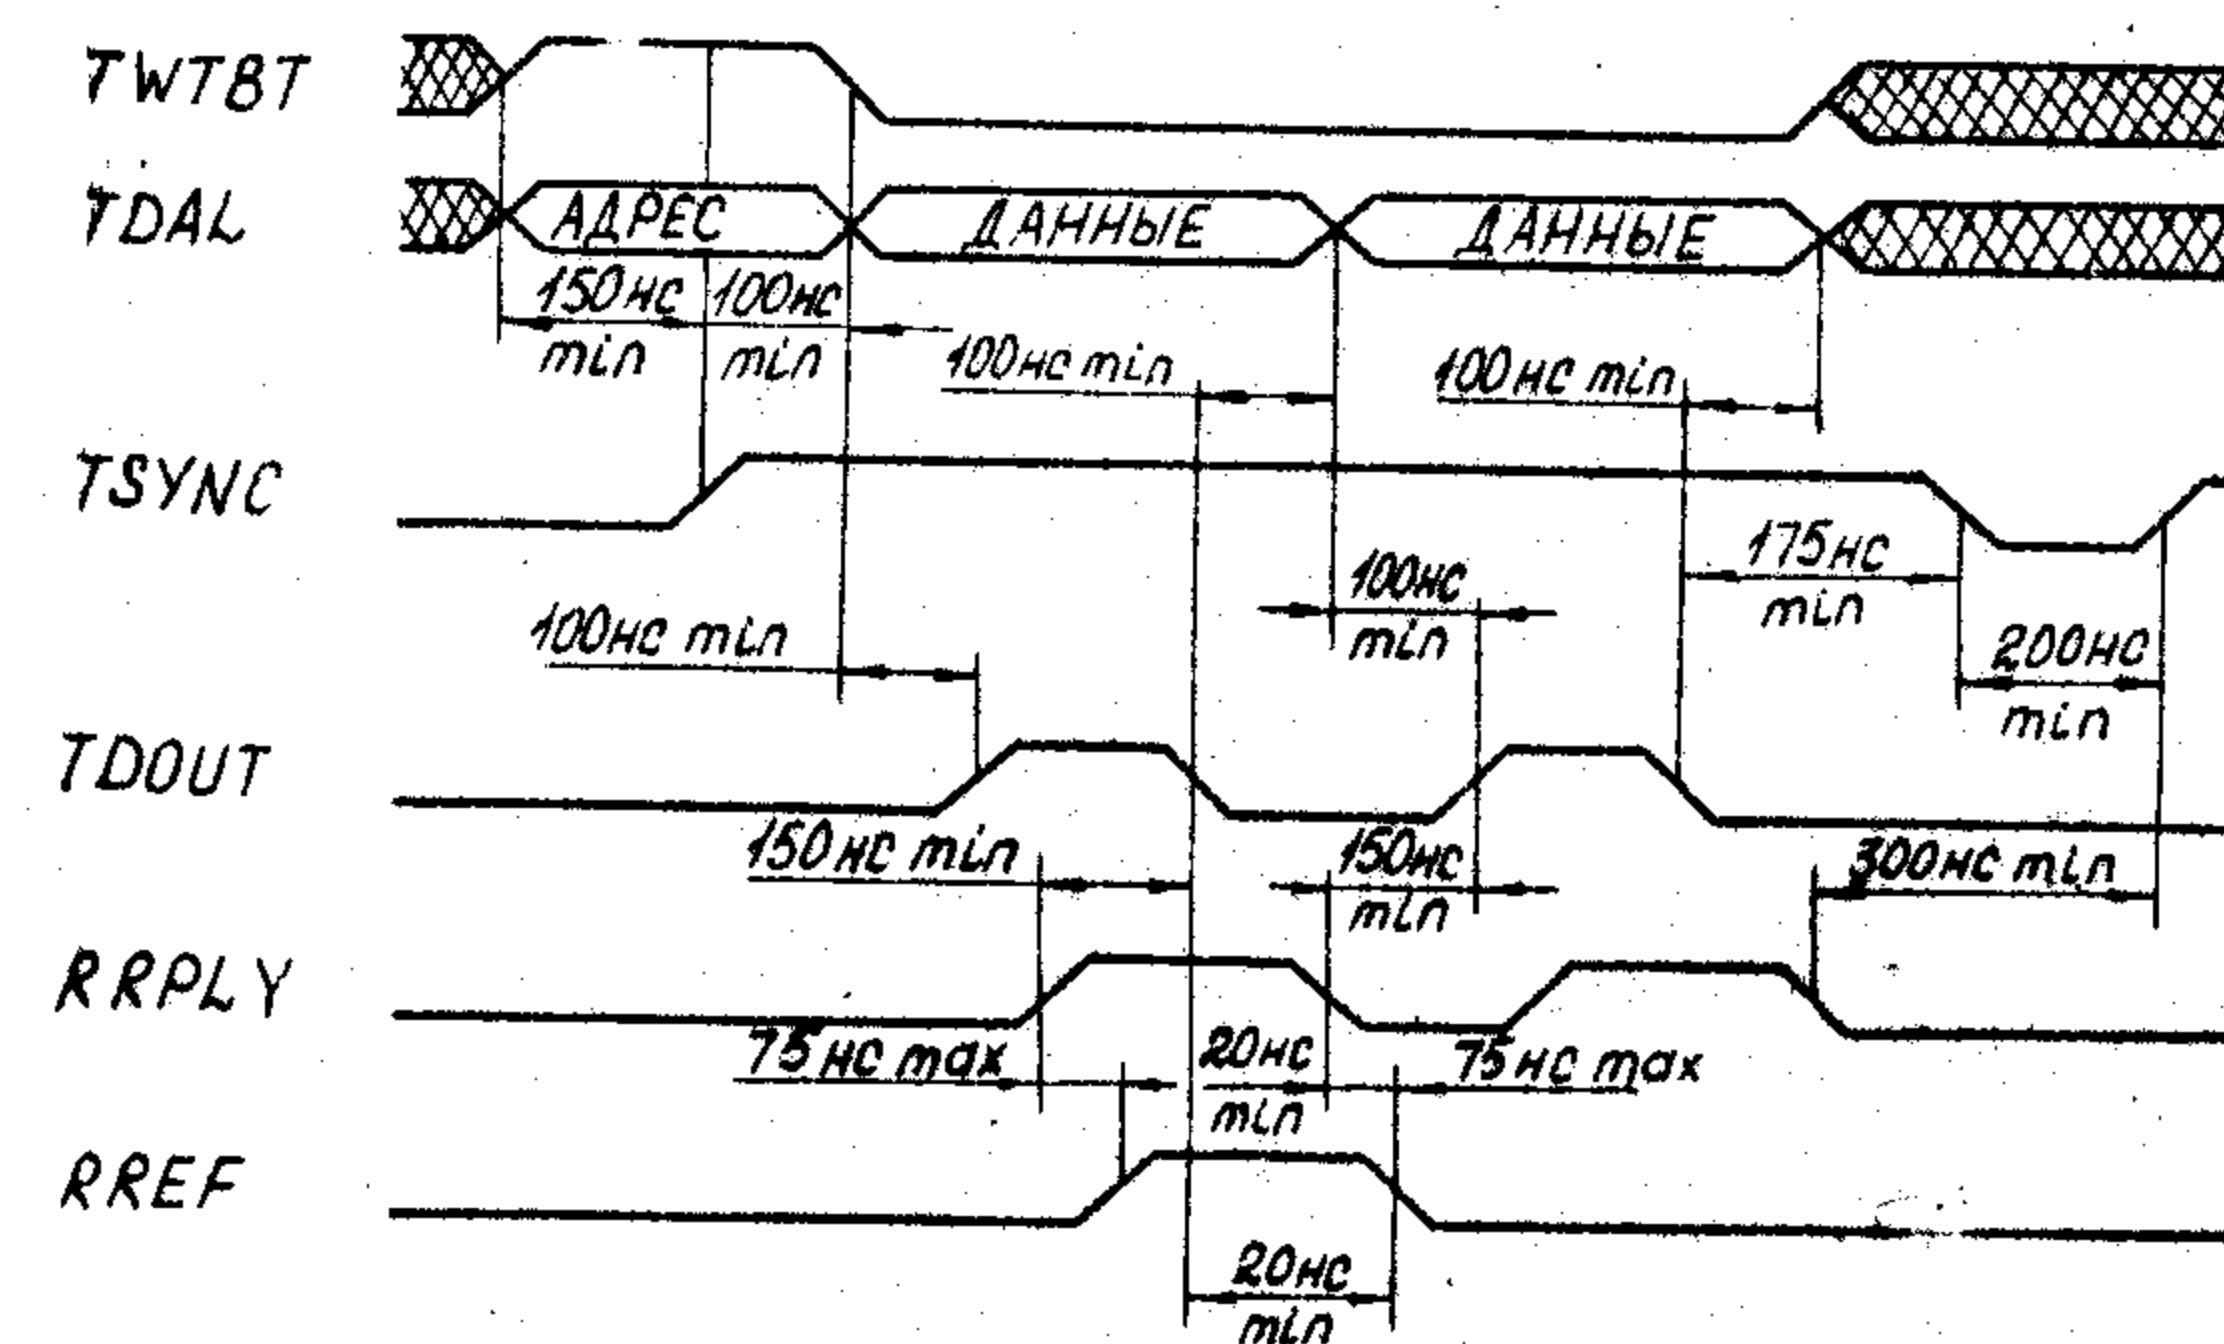 TWTBT
TDAL
АДРЕС
ДАННЫЕ
ДАННЫЕ
150нс
min
100нс
min
100нс min
100нс min
TSYNC
175нс
min
100нс
min
100нс min
200нс
min
TDOUT
150нс min
150нс
min
300нс min
RRPLY
75нс max
20нс
min
75нс max
RREF
20нс
min